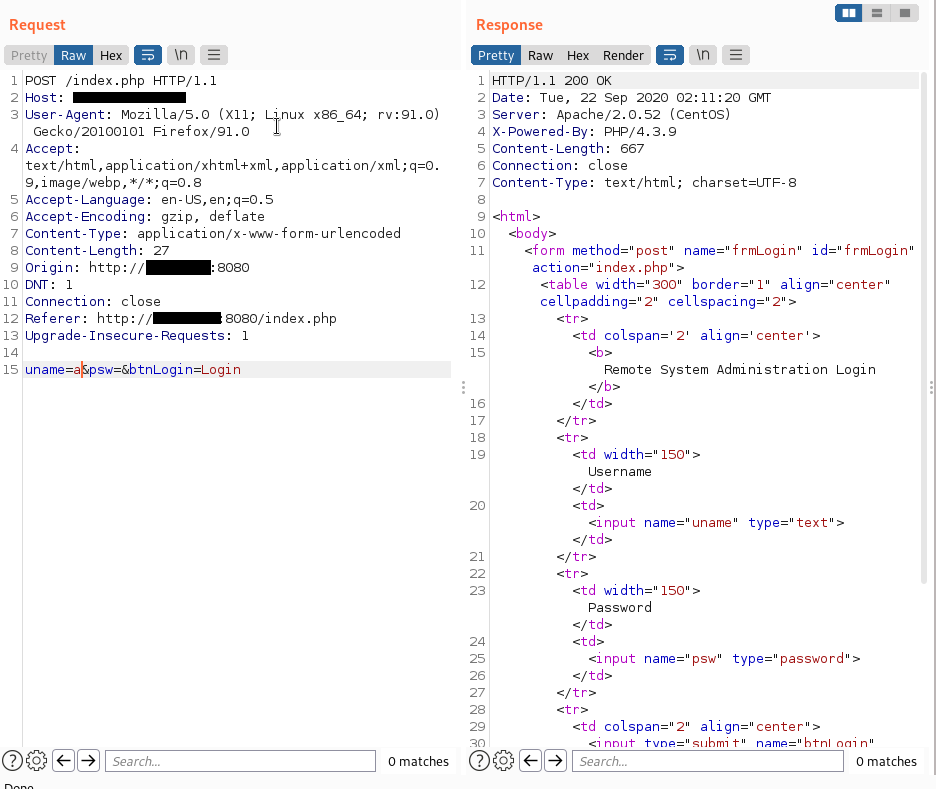 Request
Pretty Raw Hex \n
1 POST /index.php HTTP/1.1
2 Host:
3 User-Agent: Mozilla/5.0 (X11; Linux x86_64; rv:91.0)
Gecko/20100101 Firefox/91.0
4 Accept:
text/html,application/xhtml+xml,application/xml;q=0.
9,image/webp,*/*;q=0.8
5 Accept-Language: en-US,en;q=0.5
6 Accept-Encoding: gzip, deflate
7 Content-Type: application/x-www-form-urlencoded
8 Content-Length: 27
9 Origin: http:// :8080
10 DNT: 1
11 Connection: close
12 Referer: http:// :8080/index.php
13 Upgrade-Insecure-Requests: 1
14
15 uname=a&psw=&btnLogin=Login
Search...
0 matches
Response
Pretty Raw Hex Render \n
1 HTTP/1.1 200 OK
2 Date: Tue, 22 Sep 2020 02:11:20 GMT
3 Server: Apache/2.0.52 (CentOS)
4 X-Powered-By: PHP/4.3.9
5 Content-Length: 667
6 Connection: close
7 Content-Type: text/html; charset=UTF-8
8
9 <html>
10 <body>
11 <form method="post" name="frmLogin" id="frmLogin"
action="index.php">
12 <table width="300" border="1" align="center"
cellpadding="2" cellspacing="2">
13 <tr>
14 <td colspan='2' align='center'>
15 <b>
Remote System Administration Login
</b>
16 </td>
17 </tr>
18 <tr>
19 <td width="150">
Username
</td>
20 <td>
<input name="uname" type="text">
</td>
21 </tr>
22 <tr>
23 <td width="150">
Password
</td>
24 <td>
25 <input name="psw" type="password">
26 </td>
27 </tr>
28 <tr>
29 <td colspan="2" align="center">
30 <input type="submit" name="btnLogin"
Search...
0 matches
Done